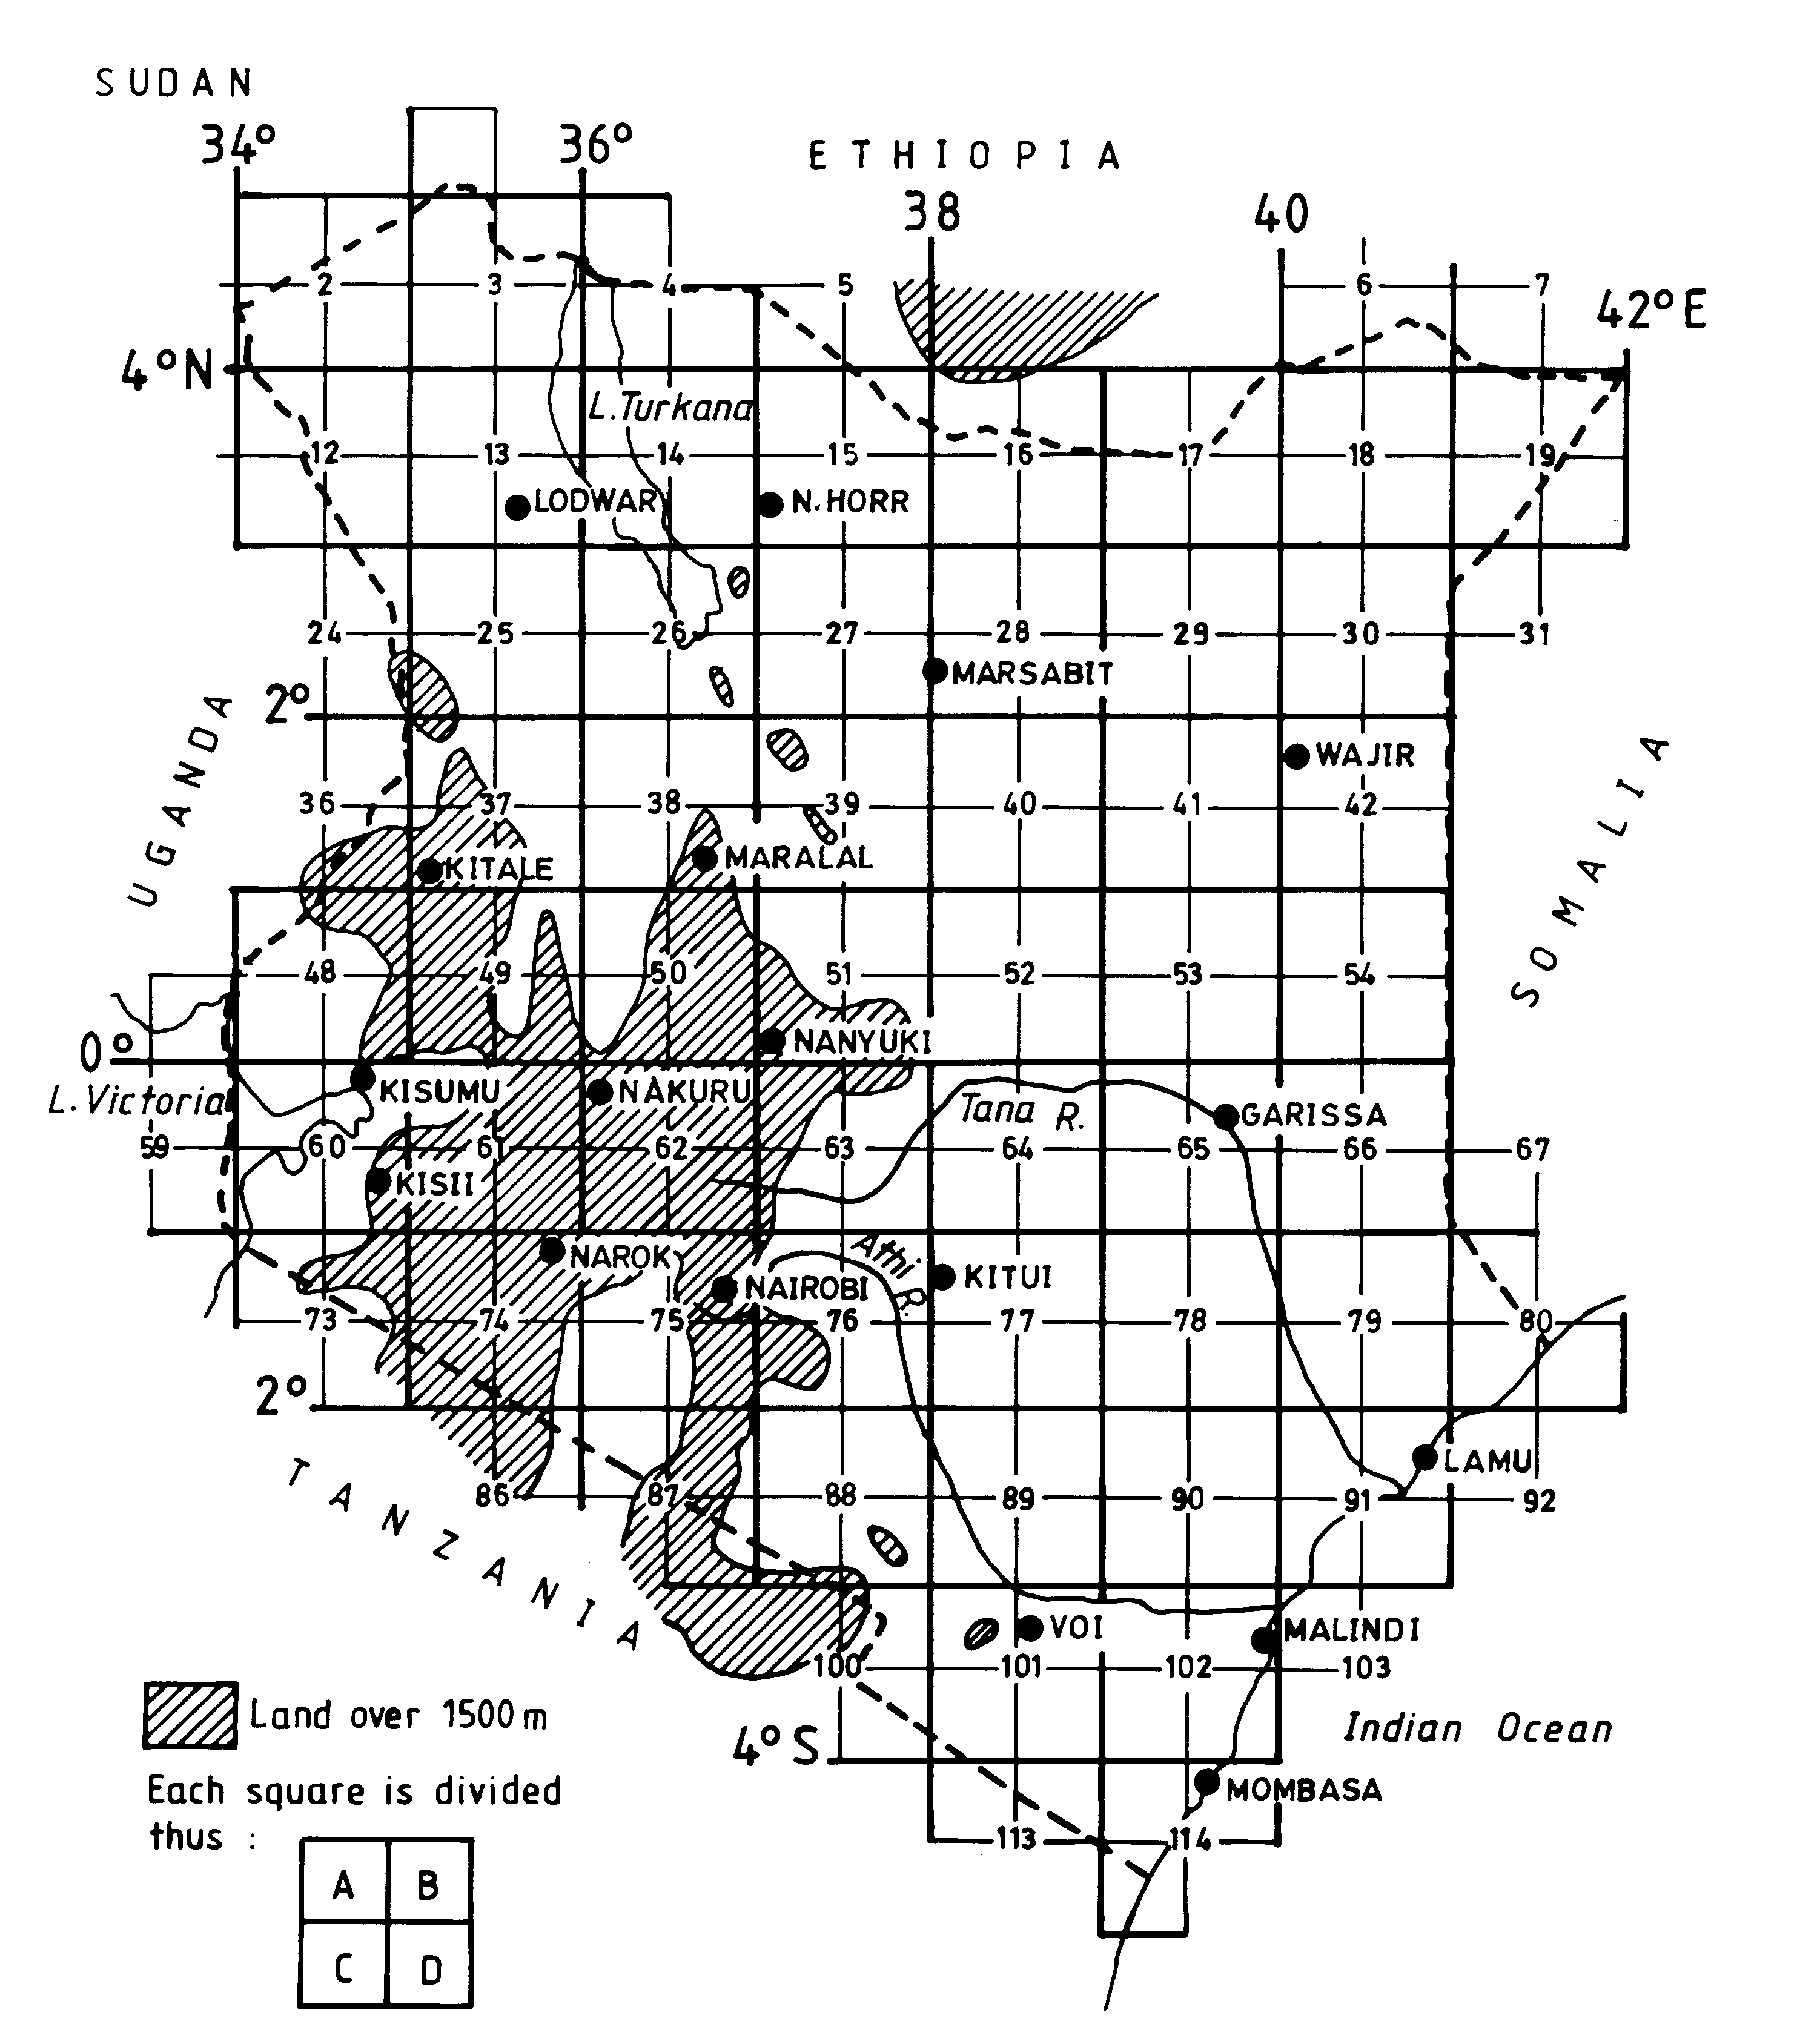 SUDAN
34° 36° ETHIOPIA
38 40
2 3 4 5 6 7
42°E
4°N
L.Turkana
12 13 14 15 16 17 18 19
LODWAR N.HORR
24 25 26 27 28 29 30 31
MARSABIT
2°
UGANDA
WAJIR
SOMALIA
36 37 38 39 40 41 42
KITALE MARALAL
48 49 50 51 52 53 54
NANYUKI
0°
KISUMU NAKURU
L.Victoria Tana R. GARISSA
59 60 61 62 63 64 65 66 67
KISII
NAROK Athi R. KITUI
NAIROBI
73 74 75 76 77 78 79 80
2°
LAMU
TANZANIA
86 87 88 89 90 91 92
VOI MALINDI
100 101 102 103
Land over 1500m
Indian Ocean
4°S
Each square is divided
thus :
MOMBASA
113 114
A B
C D